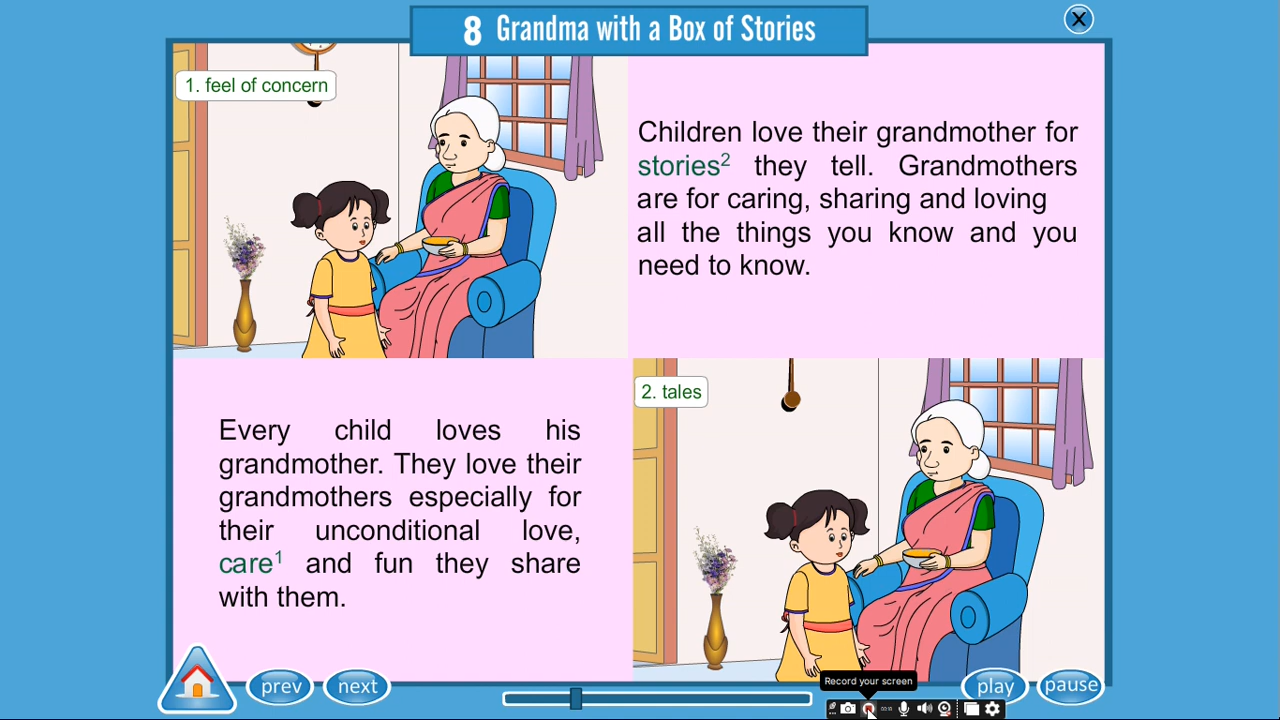 8 Grandma with a Box of Stories
X
1. feel of concern
Children love their grandmother for
stories2 they tell. Grandmothers
are for caring, sharing and loving
all the things you know and you
need to know.
Every child loves his
grandmother. They love their
grandmothers especially for
their unconditional love,
care1 and fun they share
with them.
2. tales
Record your screen
prev
next
play
pause